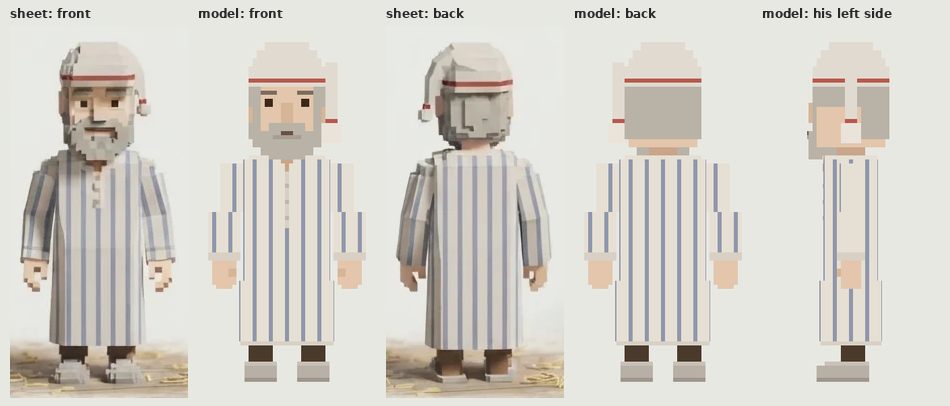 sheet: front
model: front
sheet: back
model: back
model: his left side